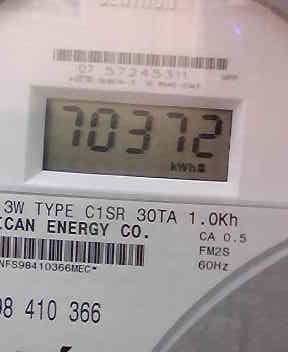 07 57245311
70372
kWh
3W TYPE C1SR 30TA 1.0Kh
ICAN ENERGY CO.
CA 0.5
FM2S
60Hz
NFS98410366MEC*
98 410 366